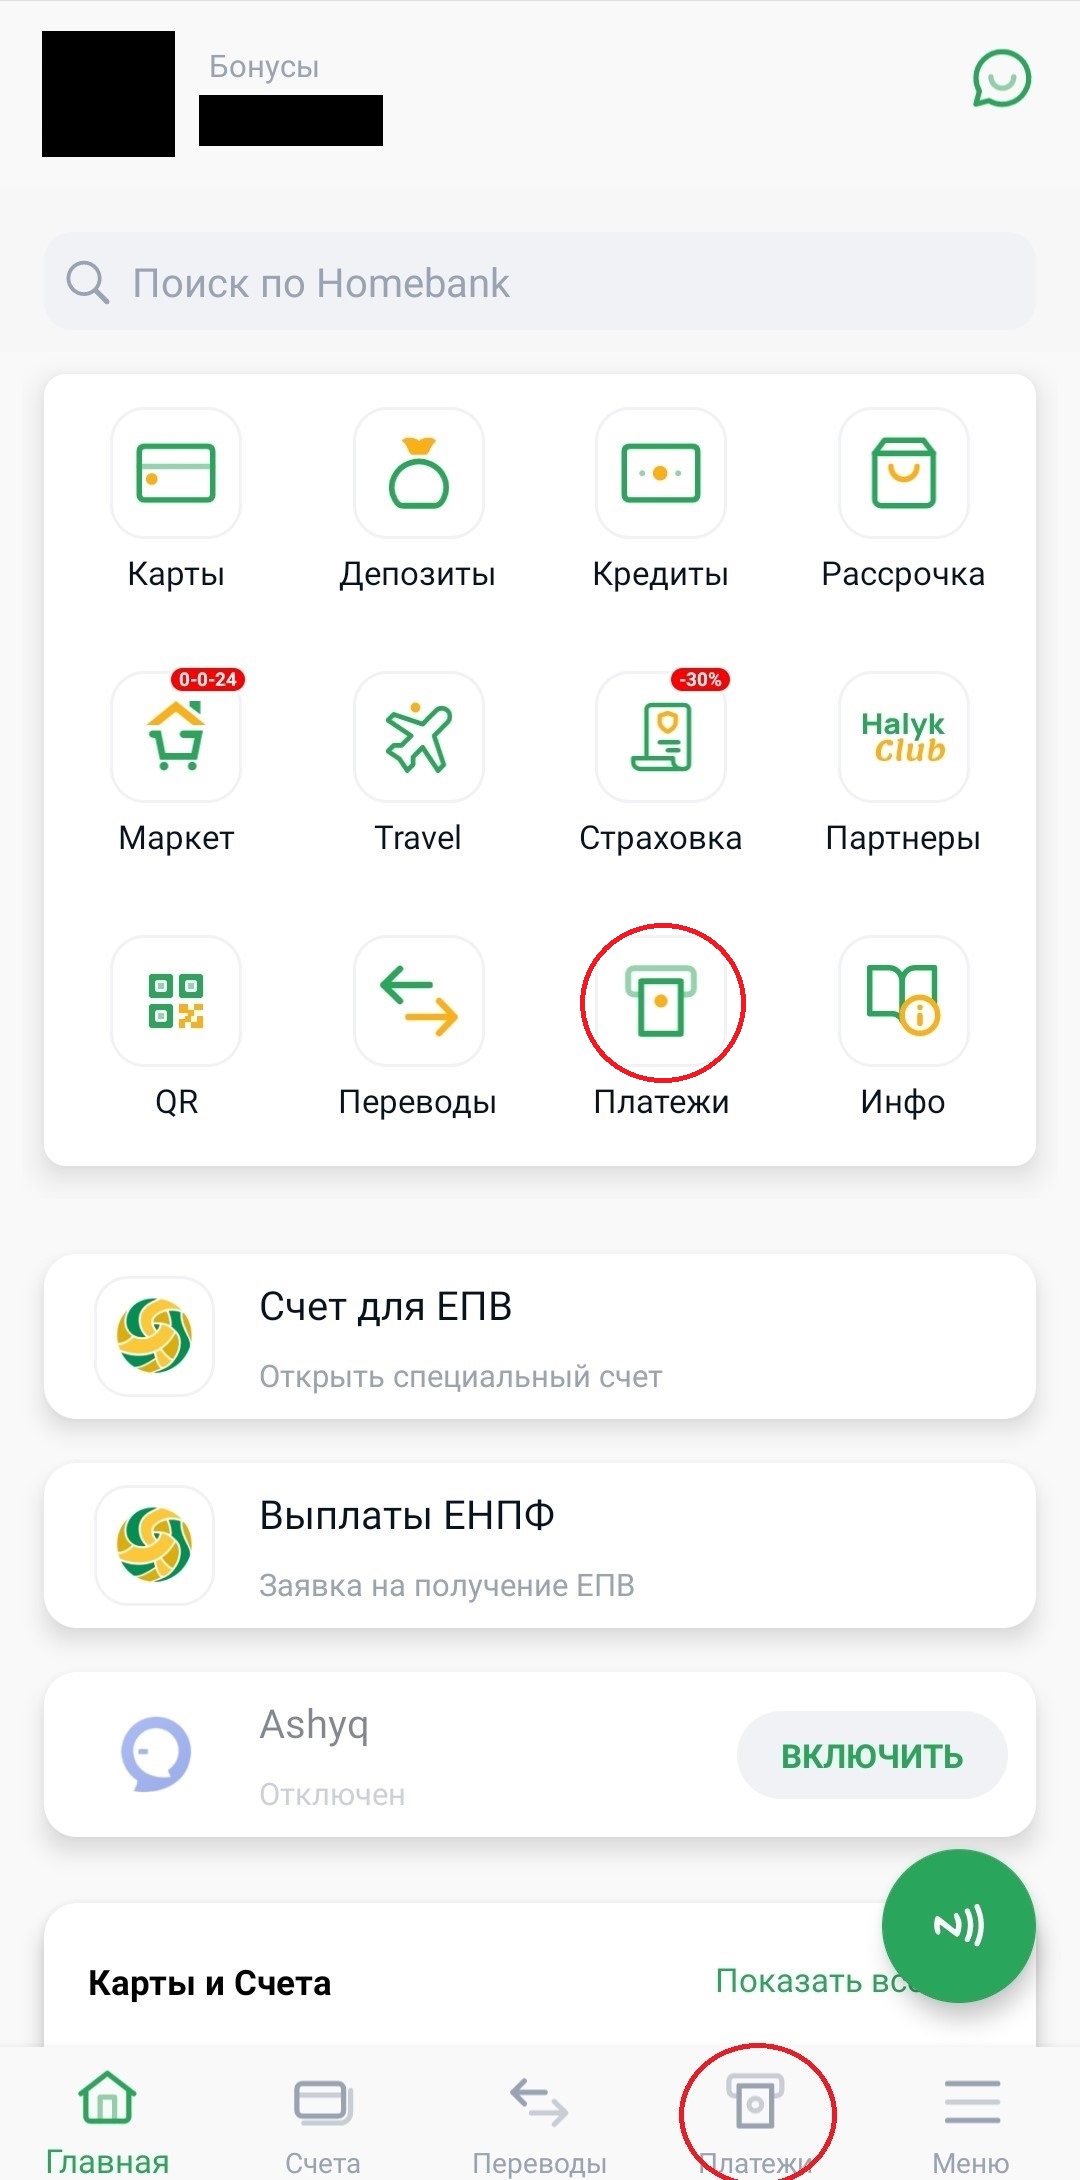 Бонусы
Поиск по Homebank
Карты Депозиты Кредиты Рассрочка
0-0-24 -30%
Halyk
Club
Маркет Travel Страховка Партнеры
QR Переводы Платежи Инфо
Счет для ЕПВ
Открыть специальный счет
Выплаты ЕНПФ
Заявка на получение ЕПВ
Ashyq
ВКЛЮЧИТЬ
Отключен
Карты и Счета Показать все
Главная Счета Переводы Платежи Меню